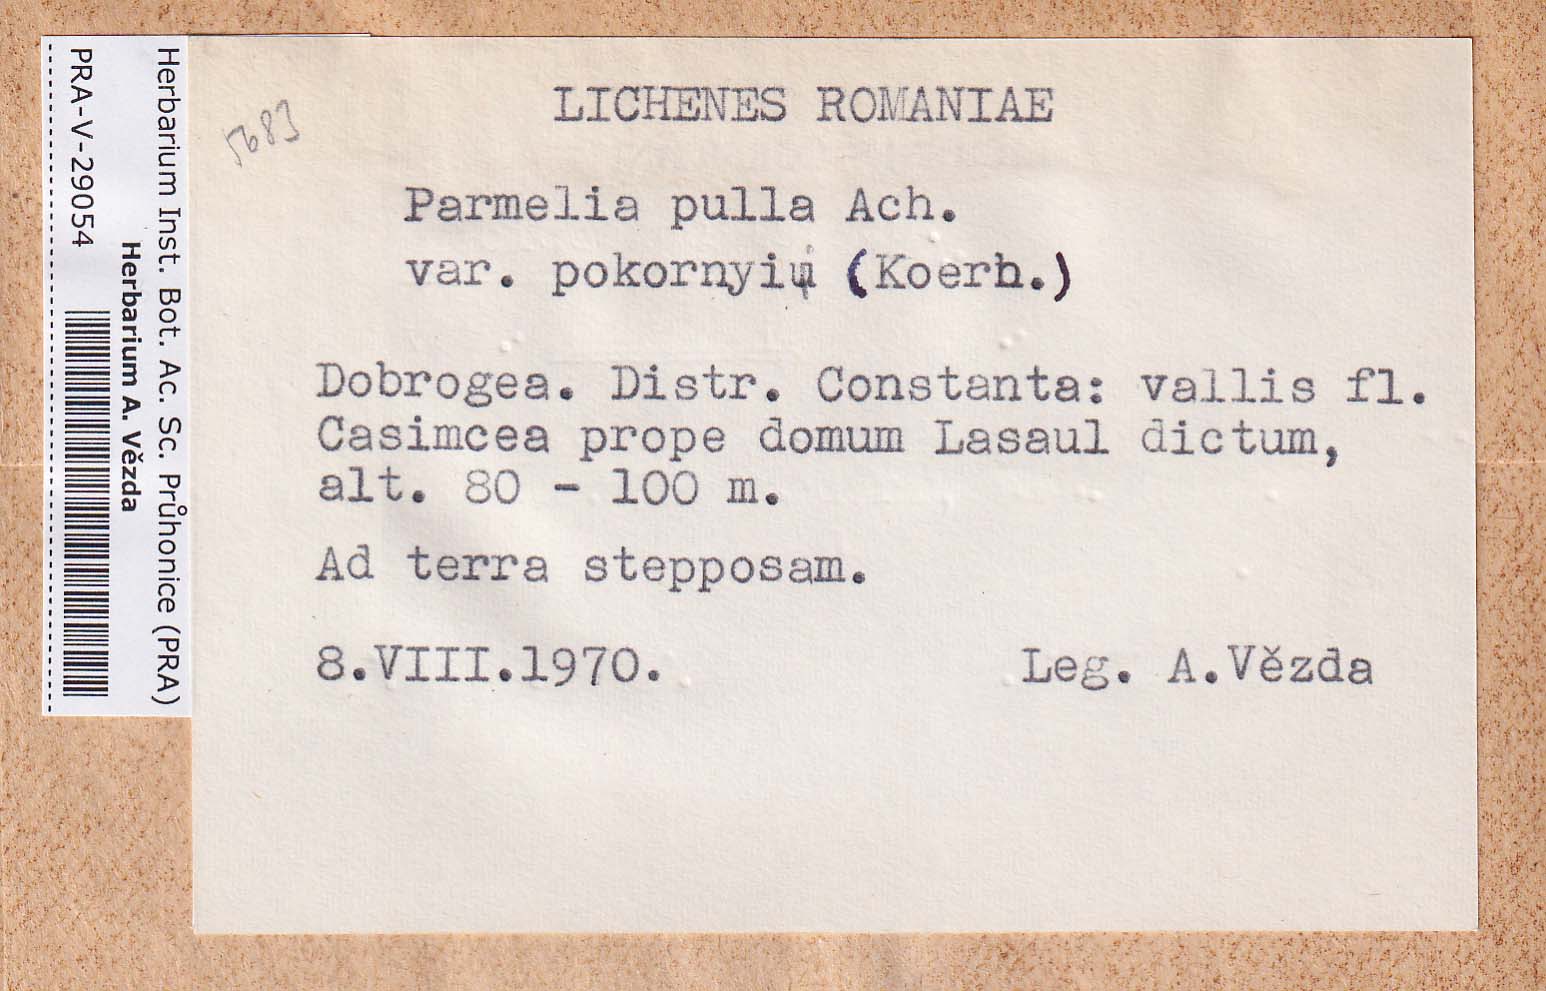 Herbarium Inst. Bot. Ac. Sc. Průhonice (PRA)
Herbarium A. Vězda
PRA-V-29054
5683
LICHENES ROMANIAE
Parmelia pulla Ach.
var. pokornyi (Koerb.)
Dobrogea. Distr. Constanta: vallis fl.
Casimcea prope domum Lasaul dictum,
alt. 80 - 100 m.
Ad terra stepposam.
8.VIII.1970. Leg. A.Vězda